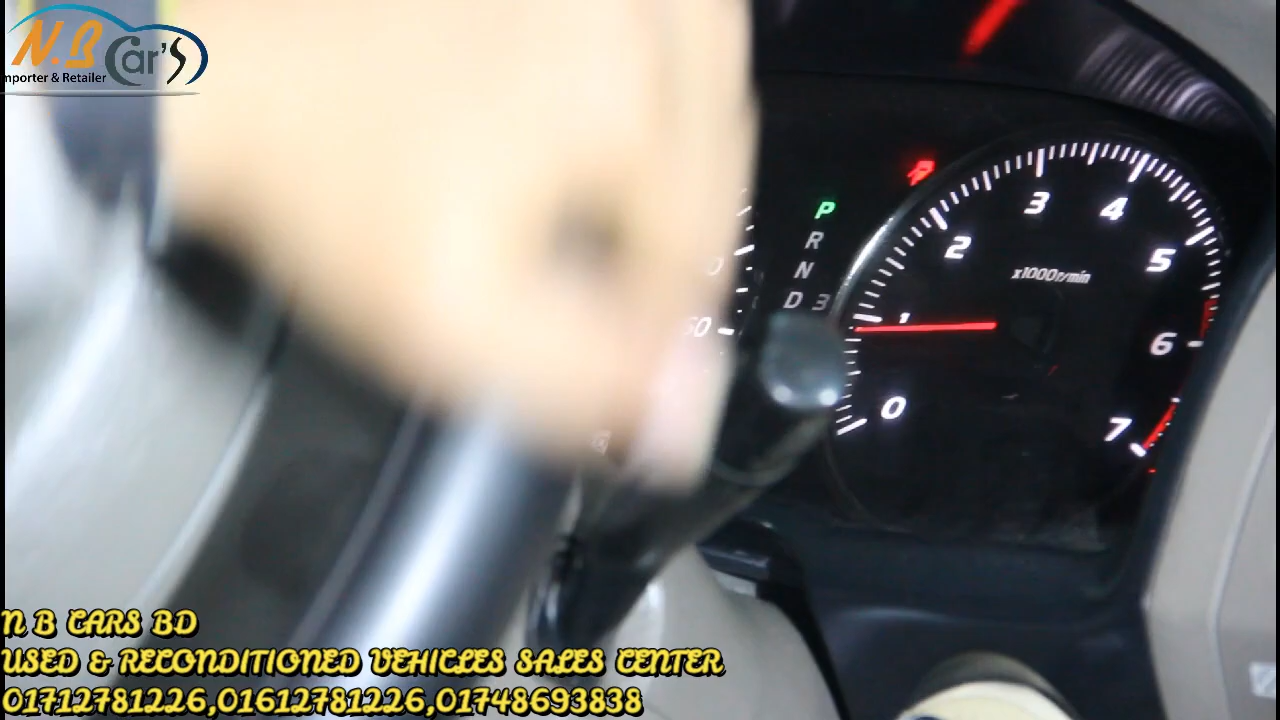 N.B
Car's
mporter & Retailer
P
R
N
D 3
0
1
2
3
4
5
6
7
x1000r/min
N B CARS BD
USED & RECONDITIONED VEHICLES SALES CENTER
01712781226,01612781226,01748693838